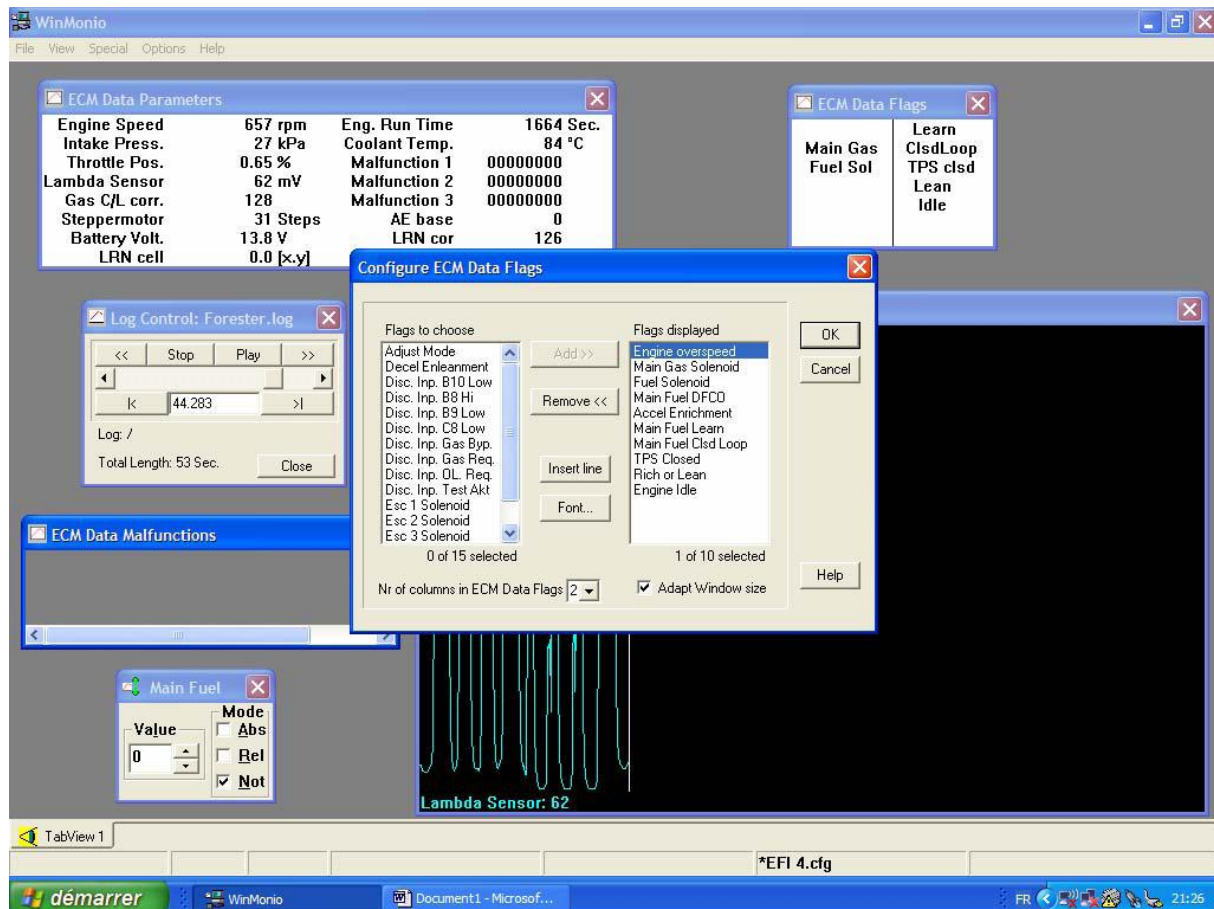 WinMonio
File View Special Options Help
ECM Data Parameters
Engine Speed 657 rpm Eng. Run Time 1664 Sec.
Intake Press. 27 kPa Coolant Temp. 84 °C
Throttle Pos. 0.65 % Malfunction 1 00000000
Lambda Sensor 62 mV Malfunction 2 00000000
Gas C/L corr. 128 Malfunction 3 00000000
Steppermotor 31 Steps AE base 0
Battery Volt. 13.8 V LRN cor 126
LRN cell 0.0 [x.y]
ECM Data Flags
Learn
Main Gas ClsdLoop
Fuel Sol TPS clsd
Lean
Idle
Configure ECM Data Flags
Flags to choose
Adjust Mode
Decel Enleanment
Disc. Inp. B10 Low
Disc. Inp. B8 Hi
Disc. Inp. B9 Low
Disc. Inp. C8 Low
Disc. Inp. Gas Byp.
Disc. Inp. Gas Req.
Disc. Inp. OL. Req.
Disc. Inp. Test Akt
Esc 1 Solenoid
Esc 2 Solenoid
Esc 3 Solenoid
0 of 15 selected
Add >>
Remove <<
Insert line
Font...
Flags displayed
Engine overspeed
Main Gas Solenoid
Fuel Solenoid
Main Fuel DFCO
Accel Enrichment
Main Fuel Learn
Main Fuel Clsd Loop
TPS Closed
Rich or Lean
Engine Idle
1 of 10 selected
OK
Cancel
Help
Nr of columns in ECM Data Flags 2
Adapt Window size
Log Control: Forester.log
<< Stop Play >>
|< 44.283 >|
Log: /
Total Length: 53 Sec. Close
ECM Data Malfunctions
Main Fuel
Value
0
Mode
Abs
Rel
Not
Lambda Sensor: 62
TabView 1
*EFI 4.cfg
démarrer WinMonio Document1 - Microsof... FR 21:26